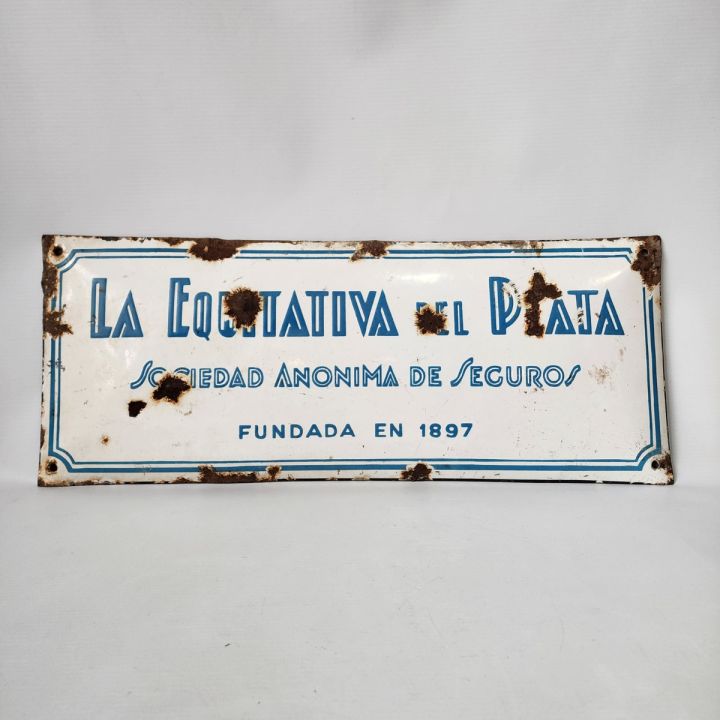 LA EQUITATIVA DEL PLATA
SOCIEDAD ANONIMA DE SEGUROS
FUNDADA EN 1897